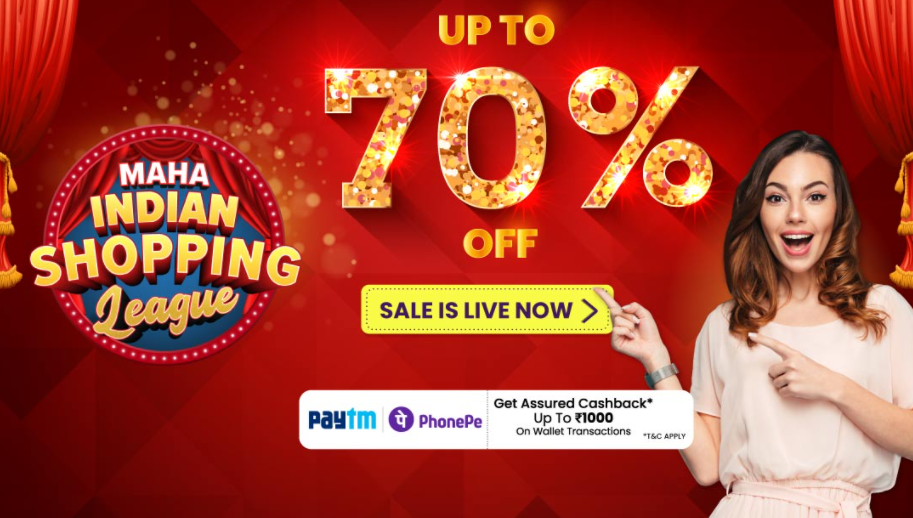 MAHA
INDIAN
SHOPPING
League
UP TO
70%
OFF
SALE IS LIVE NOW
Paytm
पे PhonePe
Get Assured Cashback*
Up To ₹1000
On Wallet Transactions
*T&C APPLY